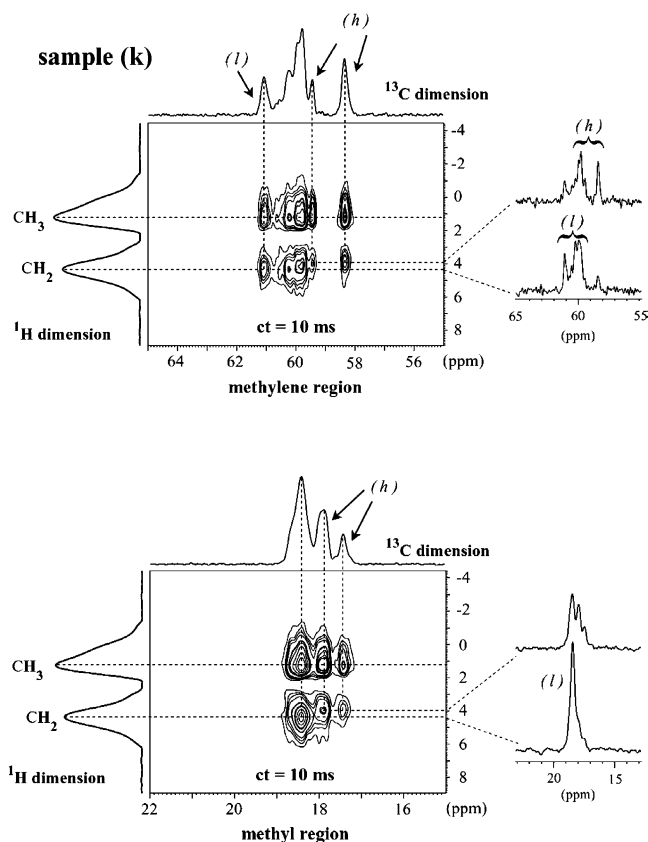 sample (k)
(l)
(h)
13C dimension
-4
-2
0
2
4
6
8
CH3
CH2
1H dimension
ct = 10 ms
64
62
60
58
56
(ppm)
methylene region
(h)
(l)
65
60
55
(ppm)
(h)
13C dimension
-4
-2
0
2
4
6
8
CH3
CH2
1H dimension
ct = 10 ms
22
20
18
16
(ppm)
methyl region
(l)
20
15
(ppm)